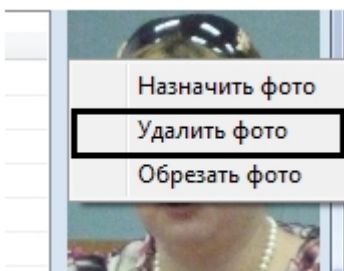 Назначить фото
Удалить фото
Обрезать фото